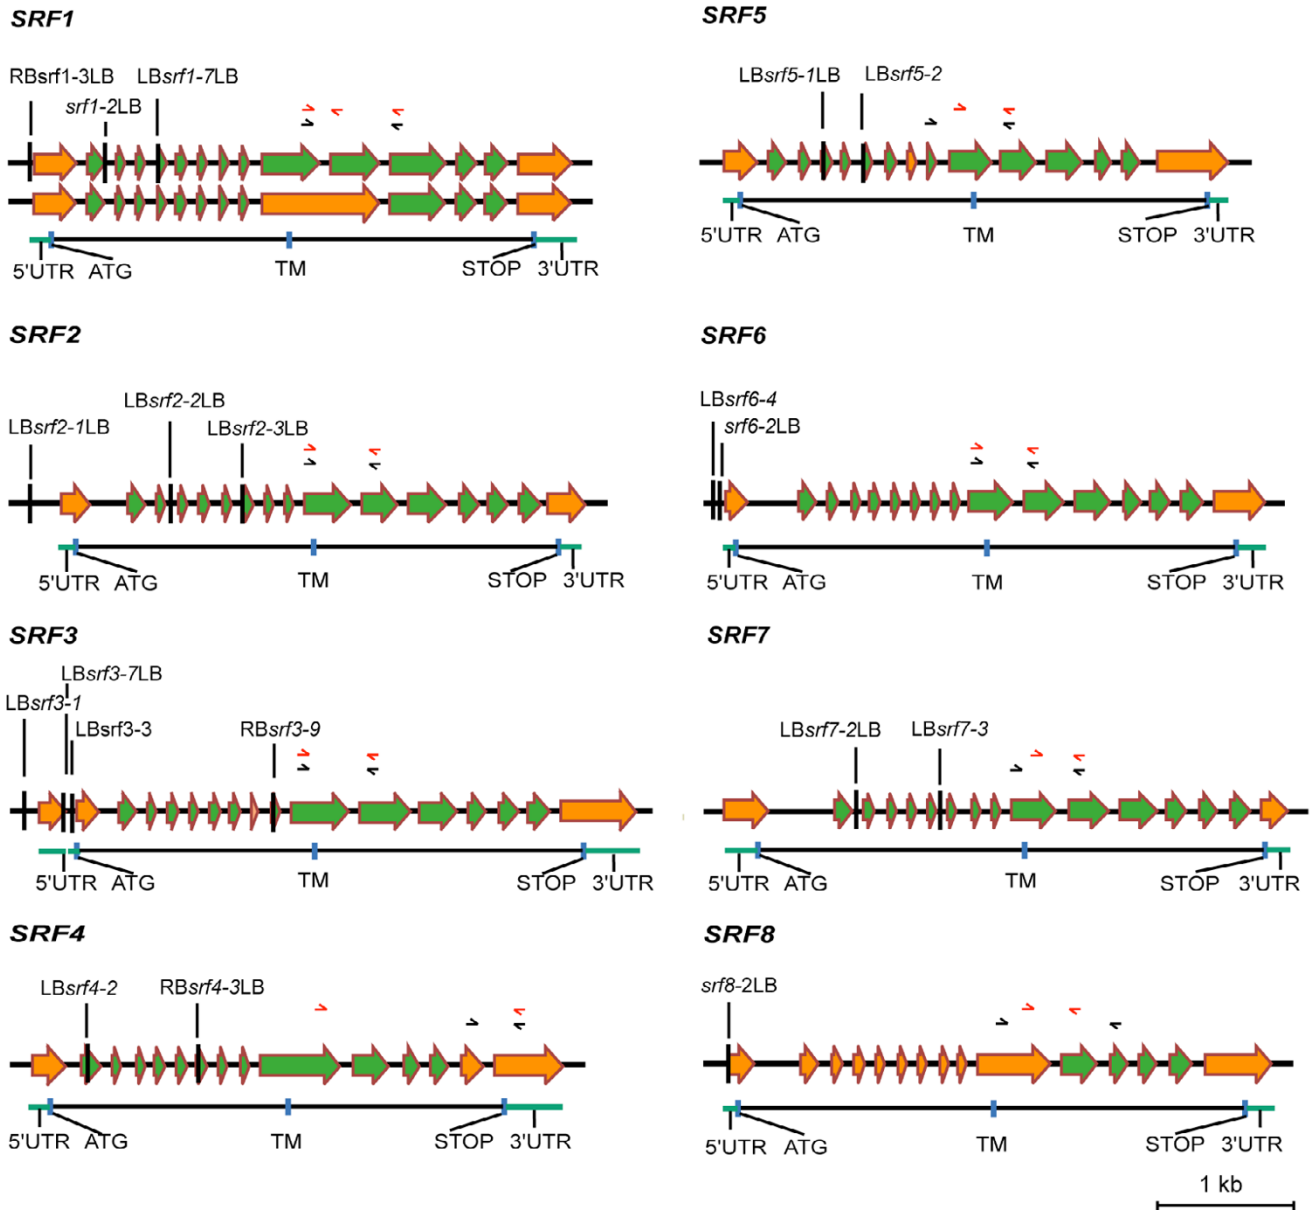 SRF1
RBsrf1-3LB LBsrf1-7LB
srf1-2LB
5'UTR ATG TM STOP 3'UTR
SRF5
LBsrf5-1LB LBsrf5-2
5'UTR ATG TM STOP 3'UTR
SRF2
LBsrf2-2LB
LBsrf2-1LB LBsrf2-3LB
5'UTR ATG TM STOP 3'UTR
SRF6
LBsrf6-4
srf6-2LB
5'UTR ATG TM STOP 3'UTR
SRF3
LBsrf3-7LB
LBsrf3-1
LBsrf3-3 RBsrf3-9
5'UTR ATG TM STOP 3'UTR
SRF7
LBsrf7-2LB LBsrf7-3
5'UTR ATG TM STOP 3'UTR
SRF4
LBsrf4-2 RBsrf4-3LB
5'UTR ATG TM STOP 3'UTR
SRF8
srf8-2LB
5'UTR ATG TM STOP 3'UTR
1 kb